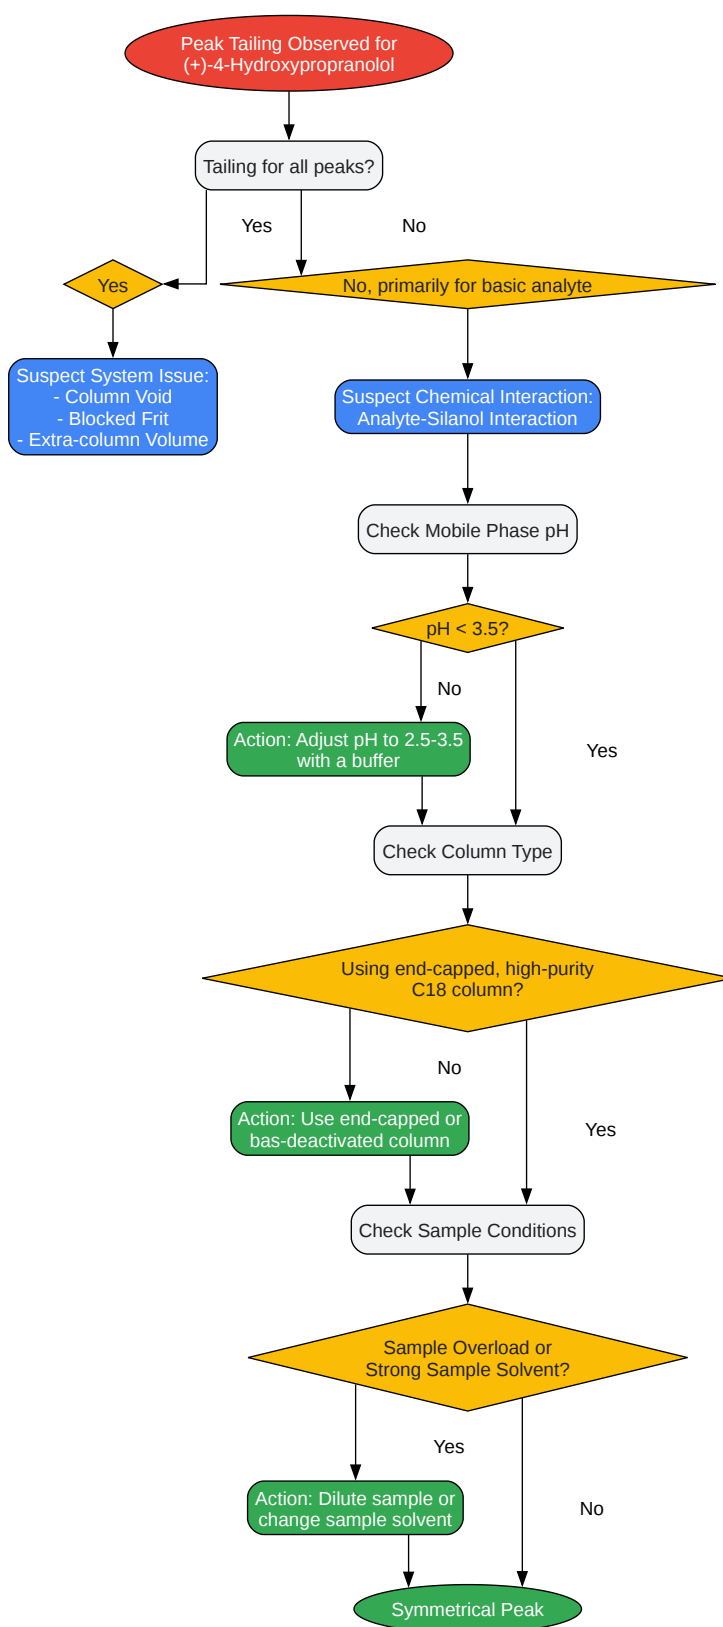 Peak Tailing Observed for
(+)-4-Hydroxypropranolol
Tailing for all peaks?
Yes
No
Yes
No, primarily for basic analyte
Suspect System Issue:
- Column Void
- Blocked Frit
- Extra-column Volume
Suspect Chemical Interaction:
Analyte-Silanol Interaction
Check Mobile Phase pH
pH < 3.5?
No
Action: Adjust pH to 2.5-3.5
with a buffer
Yes
Check Column Type
Using end-capped, high-purity
C18 column?
No
Action: Use end-capped or
bas-deactivated column
Yes
Check Sample Conditions
Sample Overload or
Strong Sample Solvent?
Yes
Action: Dilute sample or
change sample solvent
No
Symmetrical Peak